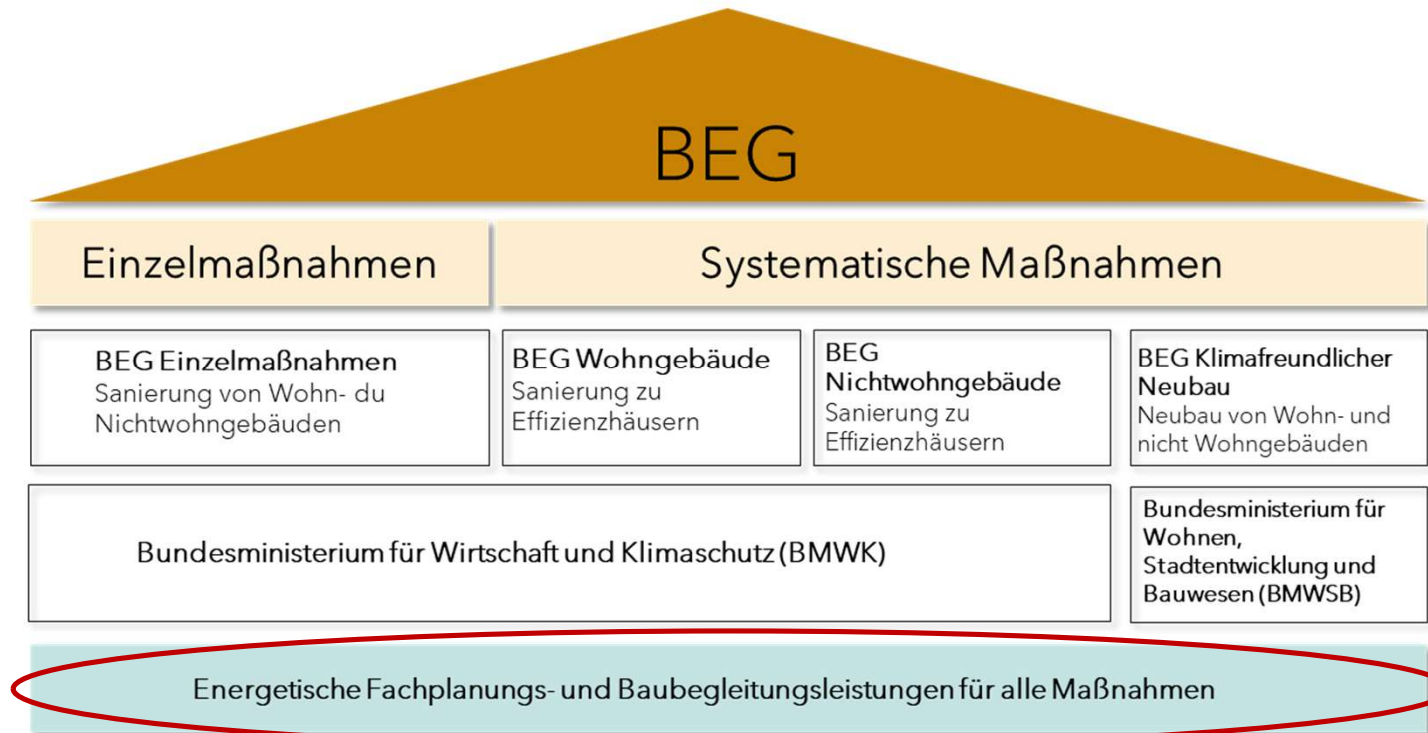 BEG
Einzelmaßnahmen
Systematische Maßnahmen
BEG Einzelmaßnahmen
Sanierung von Wohn- du
Nichtwohngebäuden
BEG Wohngebäude
Sanierung zu
Effizienzhäusern
BEG
Nichtwohngebäude
Sanierung zu
Effizienzhäusern
BEG Klimafreundlicher
Neubau
Neubau von Wohn- und
nicht Wohngebäuden
Bundesministerium für Wirtschaft und Klimaschutz (BMWK)
Bundesministerium für
Wohnen,
Stadtentwicklung und
Bauwesen (BMWSB)
Energetische Fachplanungs- und Baubegleitungsleistungen für alle Maßnahmen